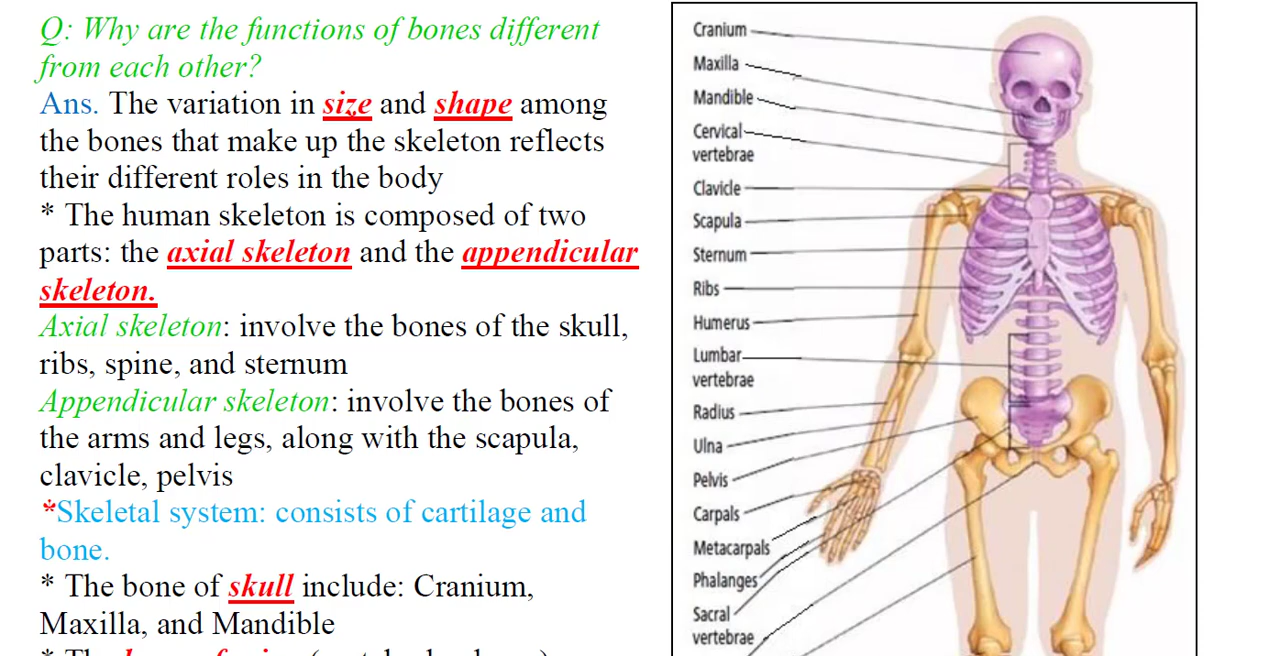 Q: Why are the functions of bones different
from each other?
Ans. The variation in size and shape among
the bones that make up the skeleton reflects
their different roles in the body
* The human skeleton is composed of two
parts: the axial skeleton and the appendicular
skeleton.
Axial skeleton: involve the bones of the skull,
ribs, spine, and sternum
Appendicular skeleton: involve the bones of
the arms and legs, along with the scapula,
clavicle, pelvis
*Skeletal system: consists of cartilage and
bone.
* The bone of skull include: Cranium,
Maxilla, and Mandible
* The
Cranium
Maxilla
Mandible
Cervical
vertebrae
Clavicle
Scapula
Sternum
Ribs
Humerus
Lumbar
vertebrae
Radius
Ulna
Pelvis
Carpals
Metacarpals
Phalanges
Sacral
vertebrae